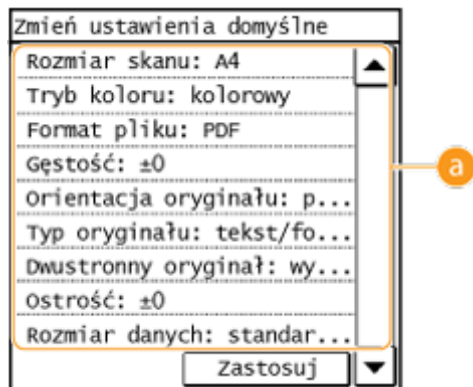 Zmień ustawienia domyślne
Rozmiar skanu: A4
Tryb koloru: kolorowy
Format pliku: PDF
Gęstość: ±0
Orientacja oryginału: p...
Typ oryginału: tekst/fo...
Dwustronny oryginał: wy...
Ostrość: ±0
Rozmiar danych: standar...
Zastosuj
a